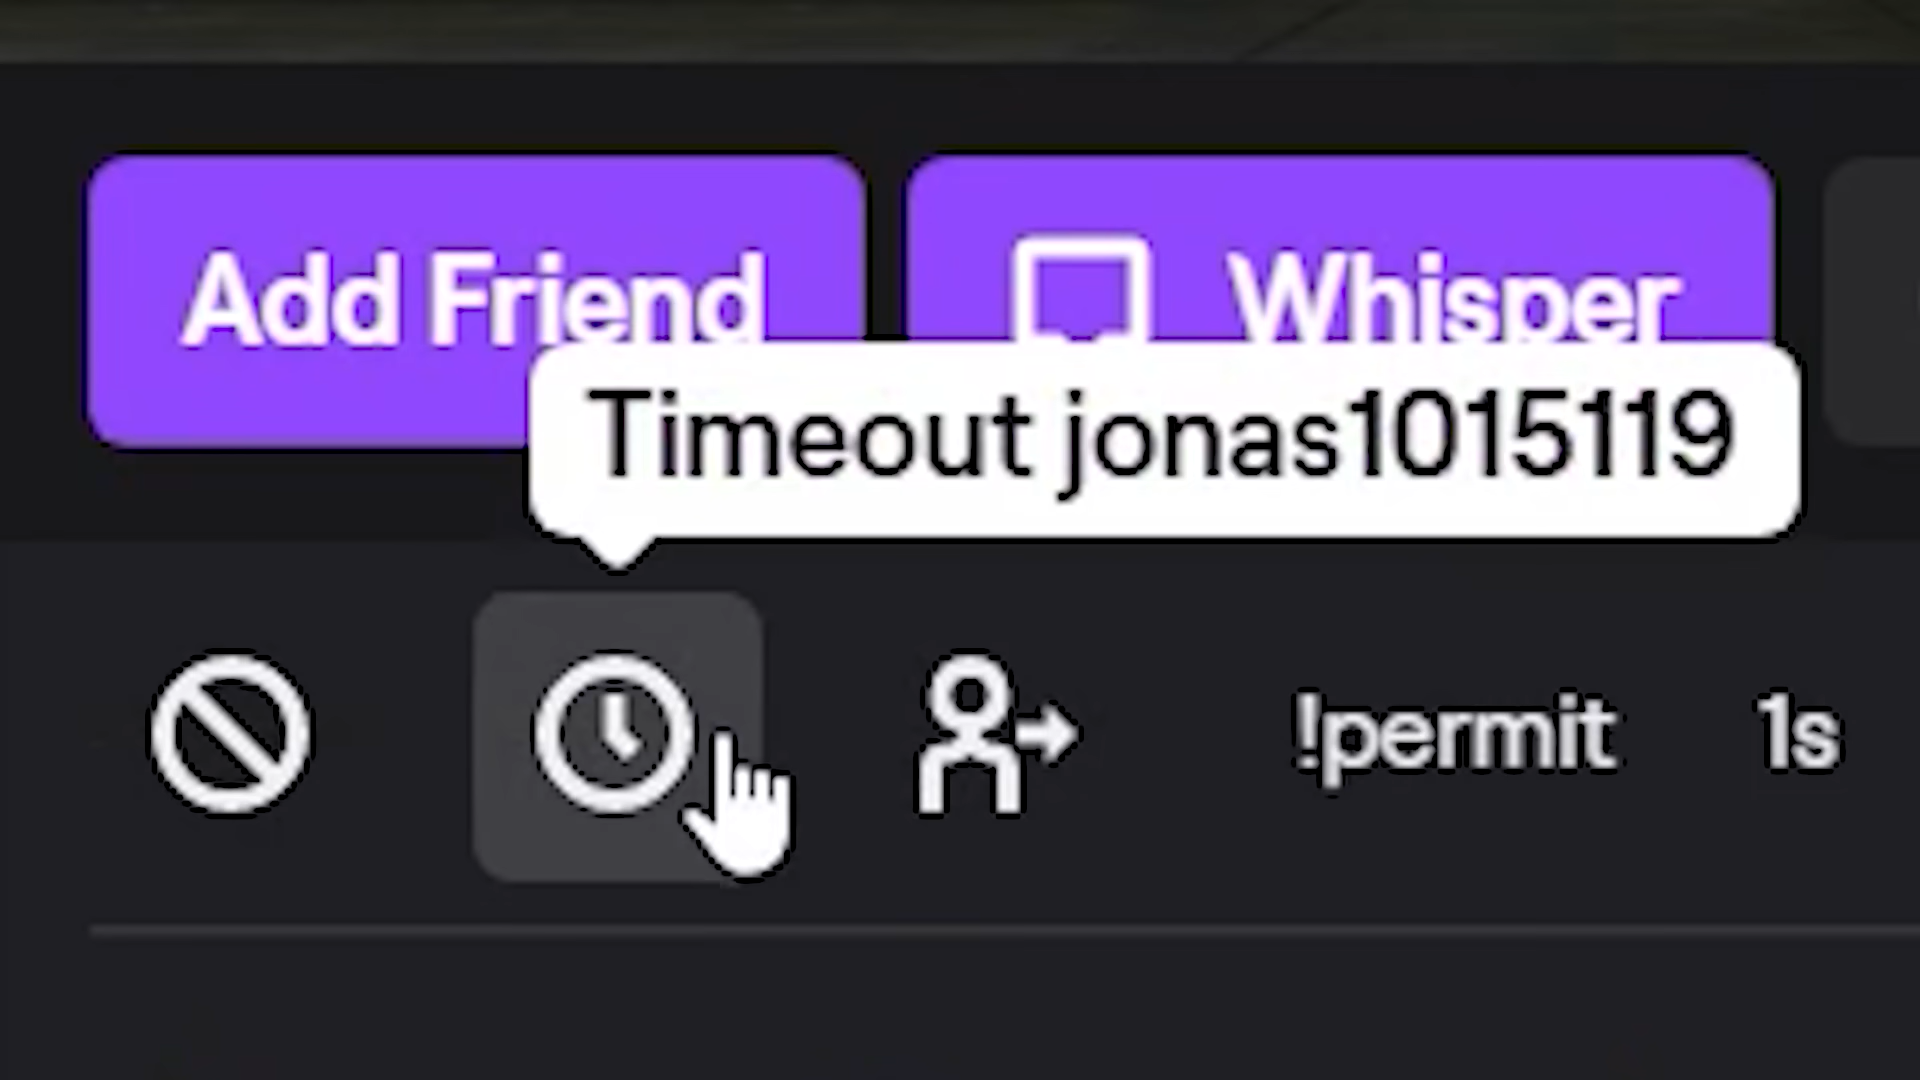 Add Friend
Whisper
Timeout jonas1015119
!permit
1s